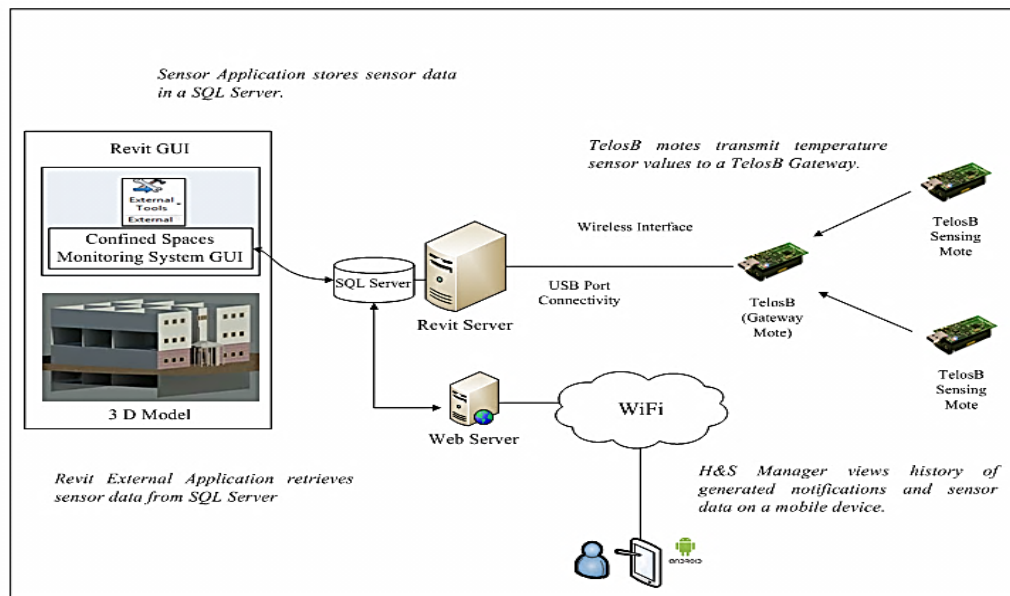 Sensor Application stores sensor data
in a SQL Server.
Revit GUI
External
Tools
External
Confined Spaces
Monitoring System GUI
3 D Model
TelosB motes transmit temperature
sensor values to a TelosB Gateway.
TelosB
Sensing
Mote
Wireless Interface
SQL Server
USB Port
Connectivity
Revit Server
TelosB
(Gateway
Mote)
TelosB
Sensing
Mote
Web Server
WiFi
Revit External Application retrieves
sensor data from SQL Server
H&S Manager views history of
generated notifications and sensor
data on a mobile device.
ANDROID